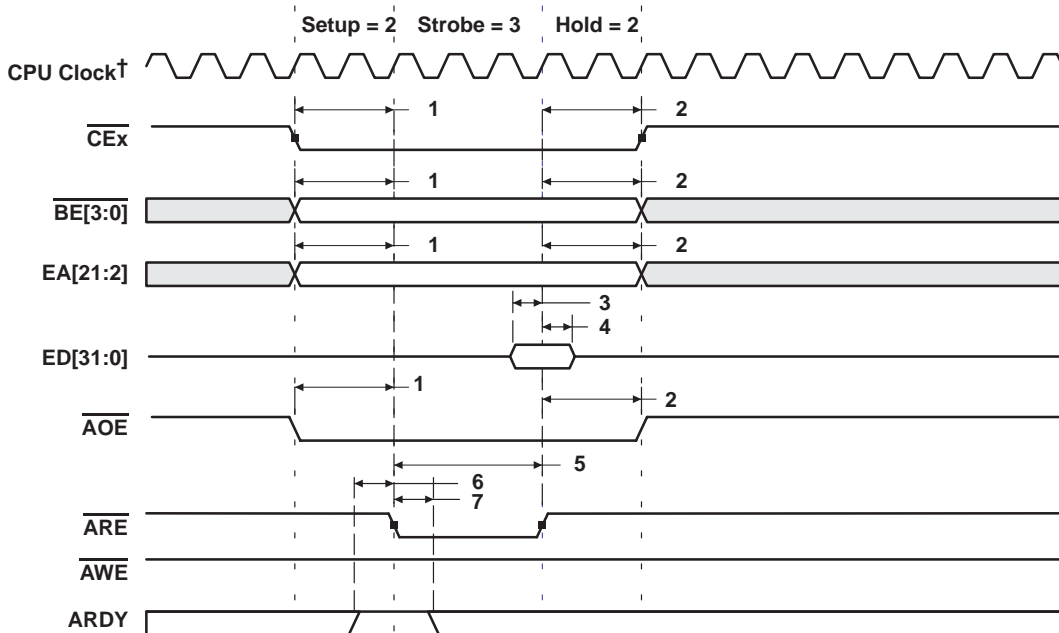 Setup = 2 Strobe = 3 Hold = 2
CPU Clock†
1 2
CEx
1 2
BE[3:0]
1 2
EA[21:2]
3
4
ED[31:0]
1
2
AOE
5
6
7
ARE
AWE
ARDY